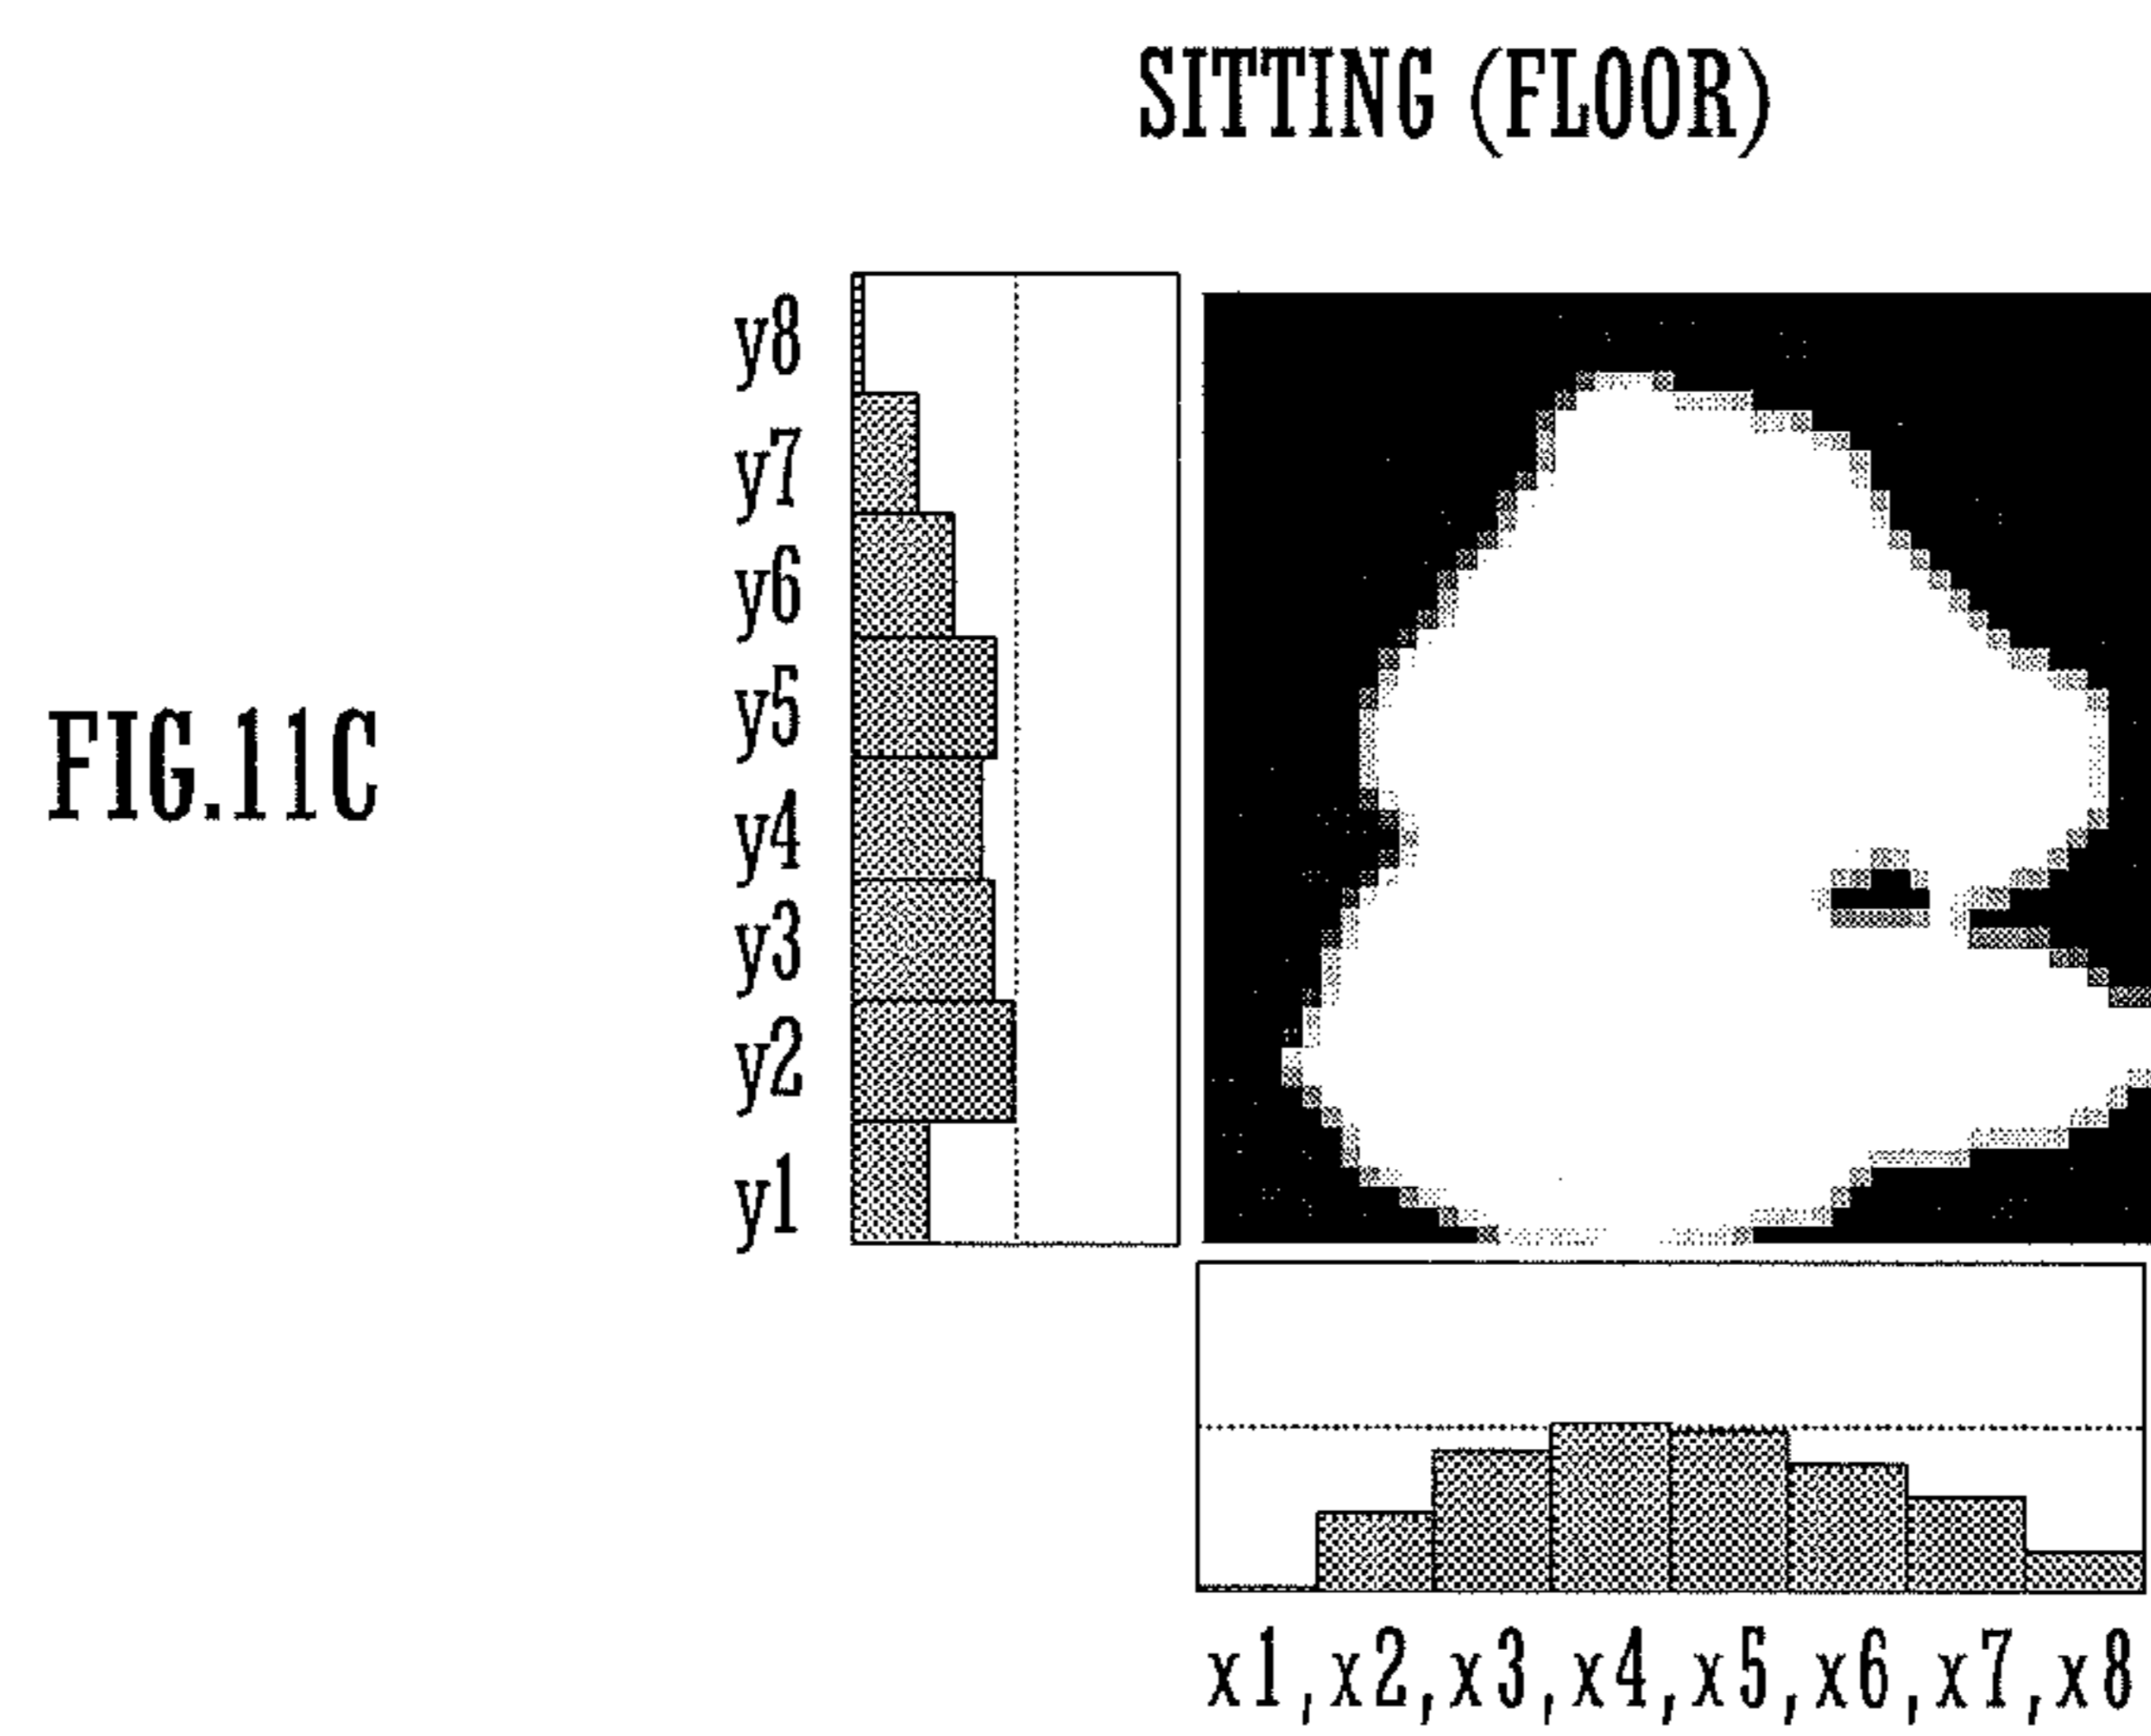 SITTING (FLOOR)
y8
y7
y6
y5
FIG.11C
y4
y3
y2
y1
x1,x2,x3,x4,x5,x6,x7,x8